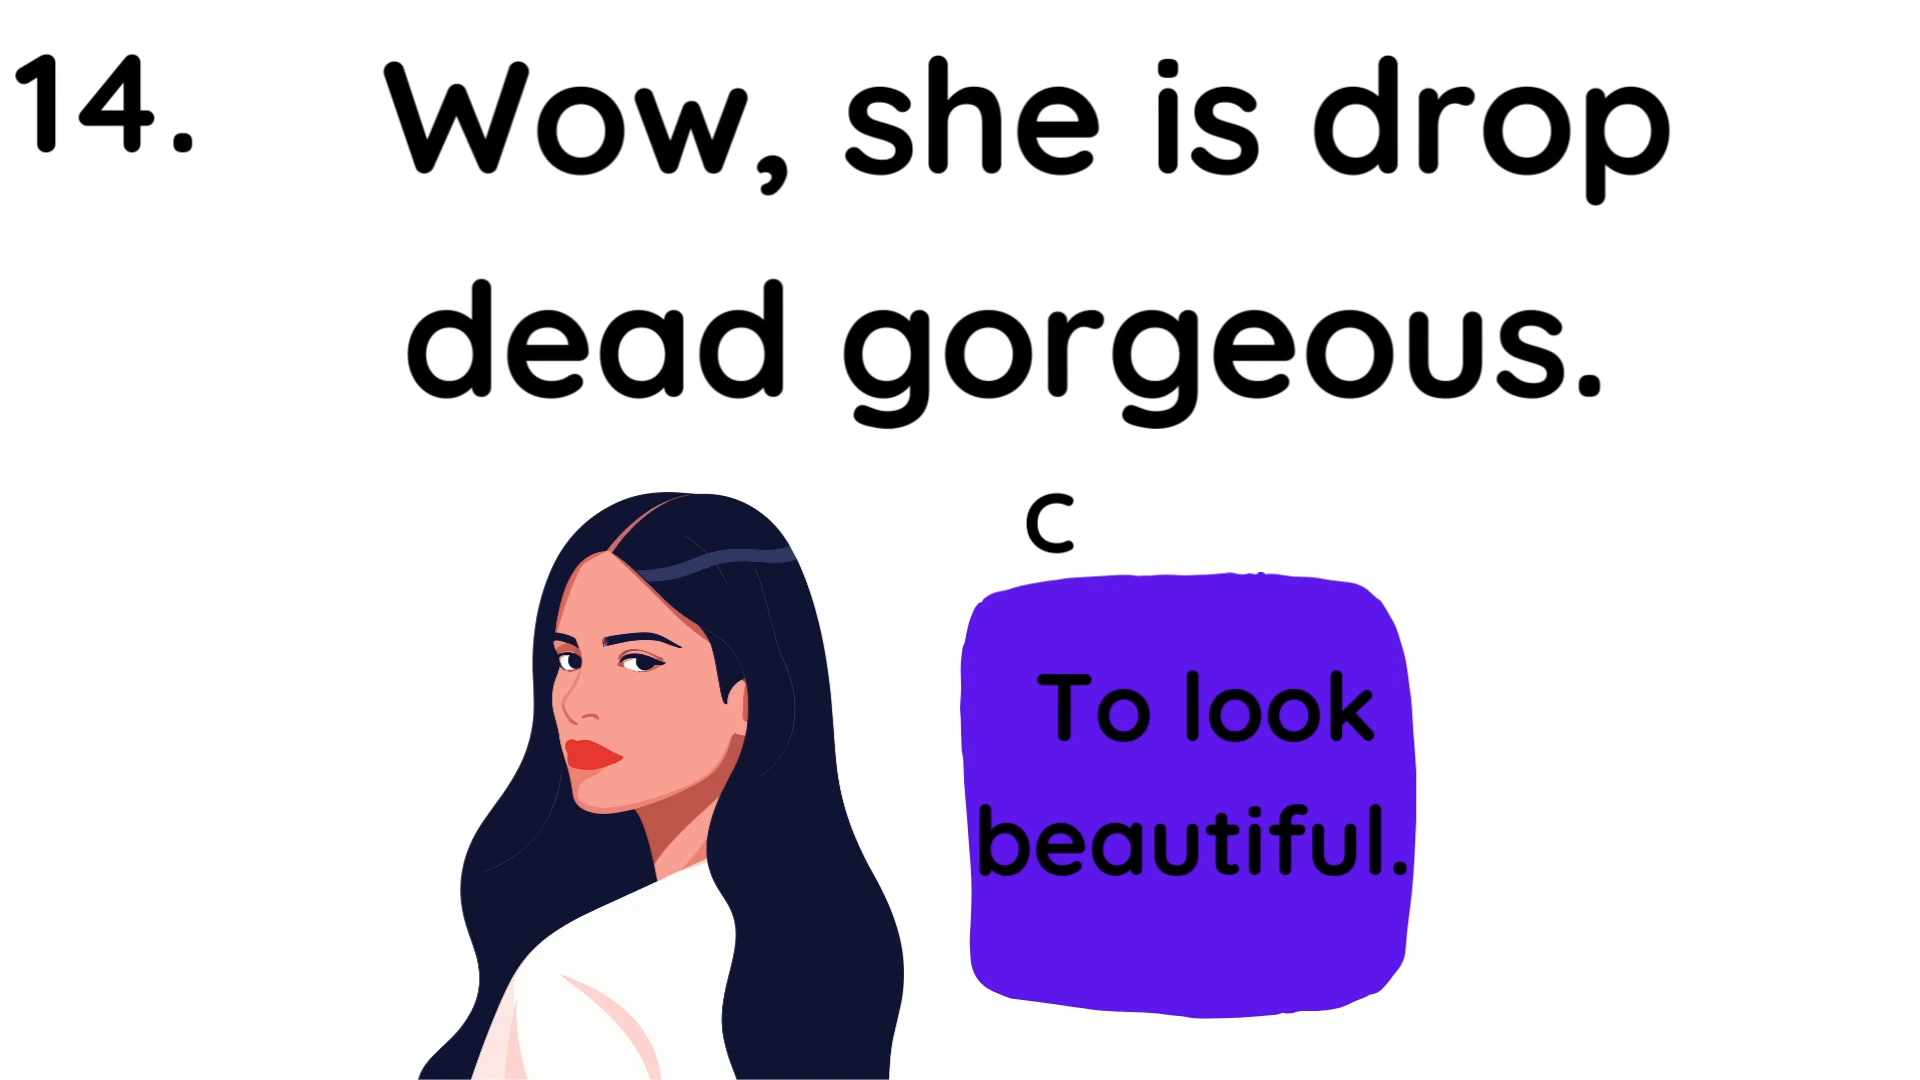 14.
Wow, she is drop
dead gorgeous.
C
To look
beautiful.